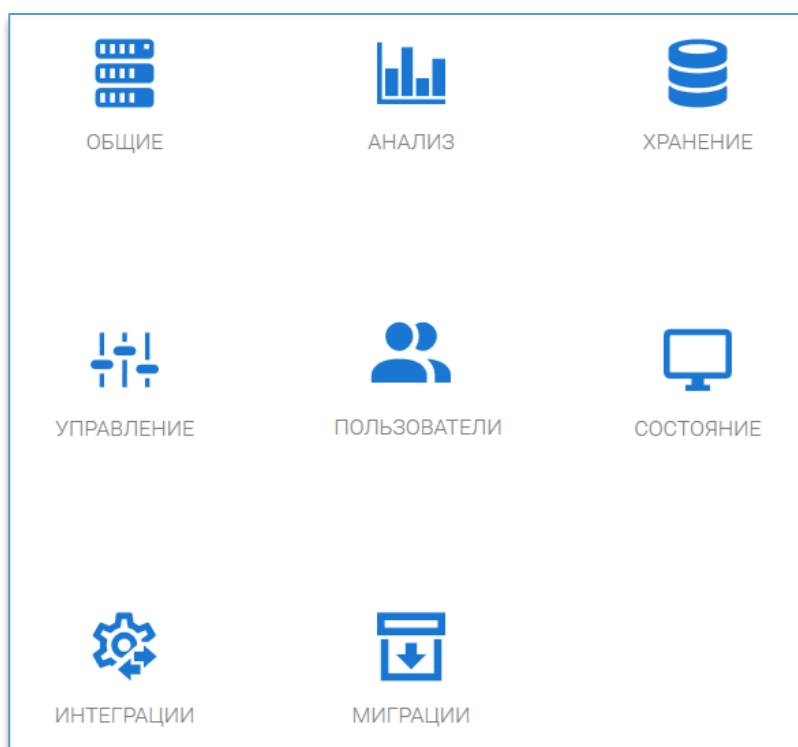 ОБЩИЕ
АНАЛИЗ
ХРАНЕНИЕ
УПРАВЛЕНИЕ
ПОЛЬЗОВАТЕЛИ
СОСТОЯНИЕ
ИНТЕГРАЦИИ
МИГРАЦИИ